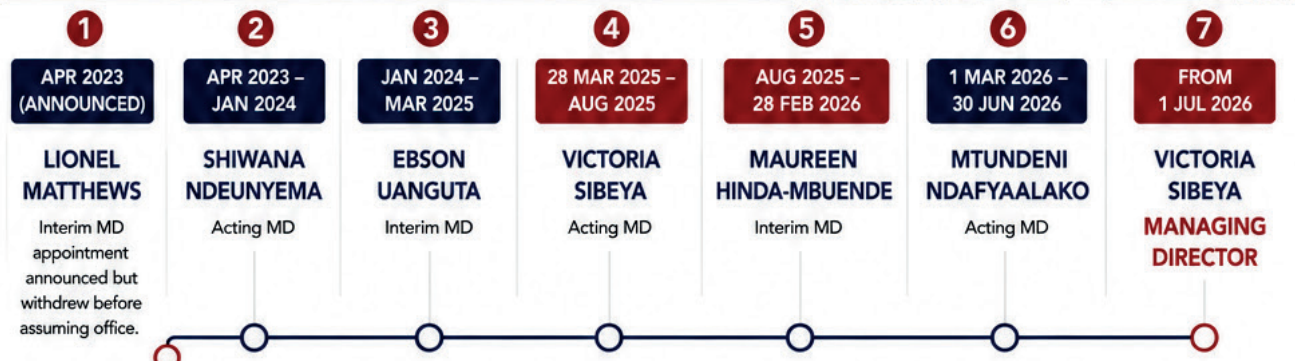 1
APR 2023
(ANNOUNCED)
LIONEL
MATTHEWS
Interim MD
appointment
announced but
withdrew before
assuming office.
2
APR 2023 –
JAN 2024
SHIWANA
NDEUNYEMA
Acting MD
3
JAN 2024 –
MAR 2025
EBSON
UANGUTA
Interim MD
4
28 MAR 2025 –
AUG 2025
VICTORIA
SIBEYA
Acting MD
5
AUG 2025 –
28 FEB 2026
MAUREEN
HINDA-MBUENDE
Interim MD
6
1 MAR 2026 –
30 JUN 2026
MTUNDENI
NDAFYAALAKO
Acting MD
7
FROM
1 JUL 2026
VICTORIA
SIBEYA
MANAGING
DIRECTOR